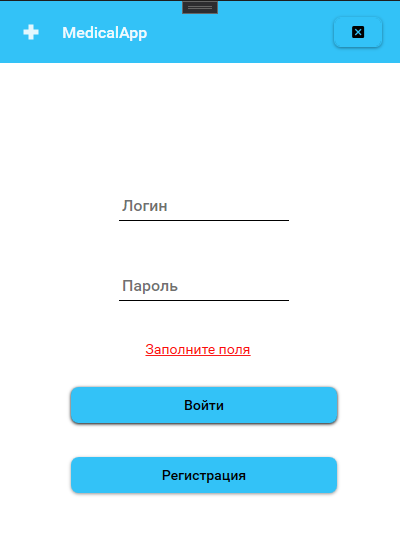 MedicalApp
Логин
Пароль
Заполните поля
Войти
Регистрация